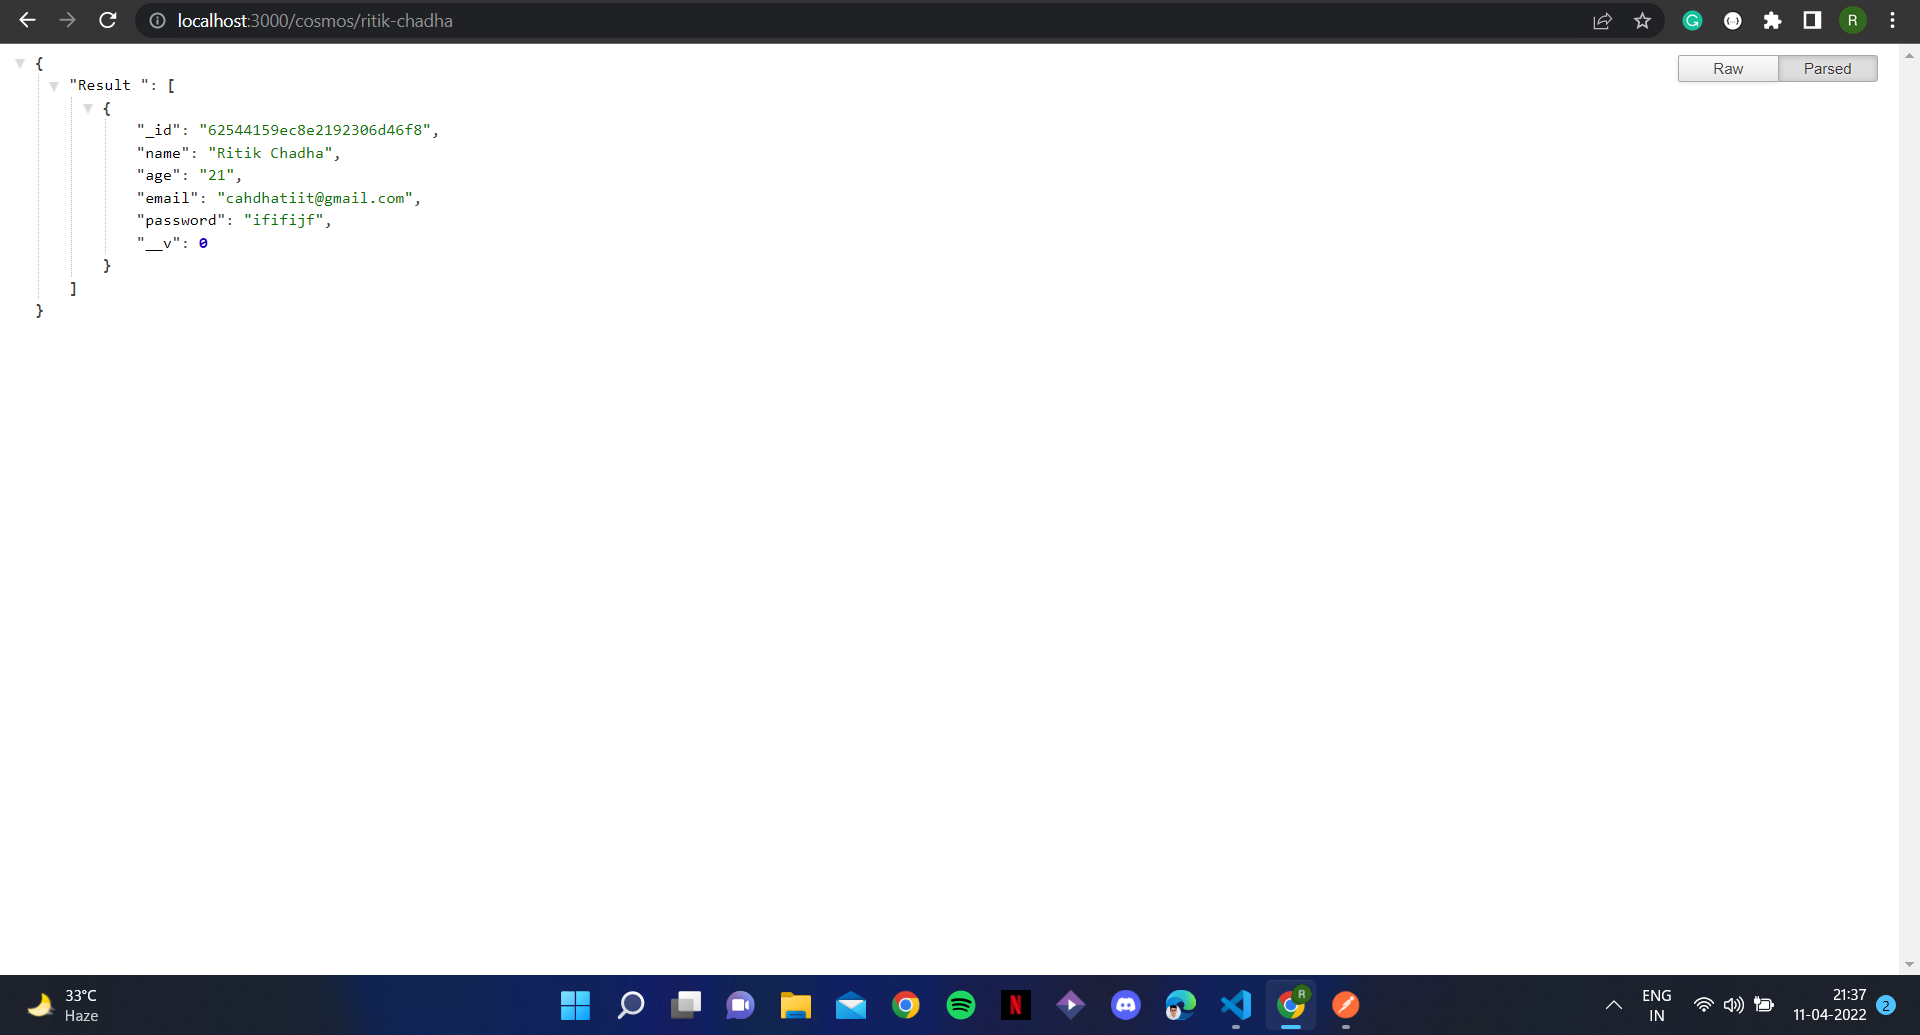 localhost:3000/cosmos/ritik-chadha
R
Raw Parsed
{
"Result ": [
{
"_id": "62544159ec8e2192306d46f8",
"name": "Ritik Chadha",
"age": "21",
"email": "cahdhatiit@gmail.com",
"password": "ififijf",
"__v": 0
}
]
}
33°C
Haze
N
R
ENG
IN
21:37
11-04-2022
2